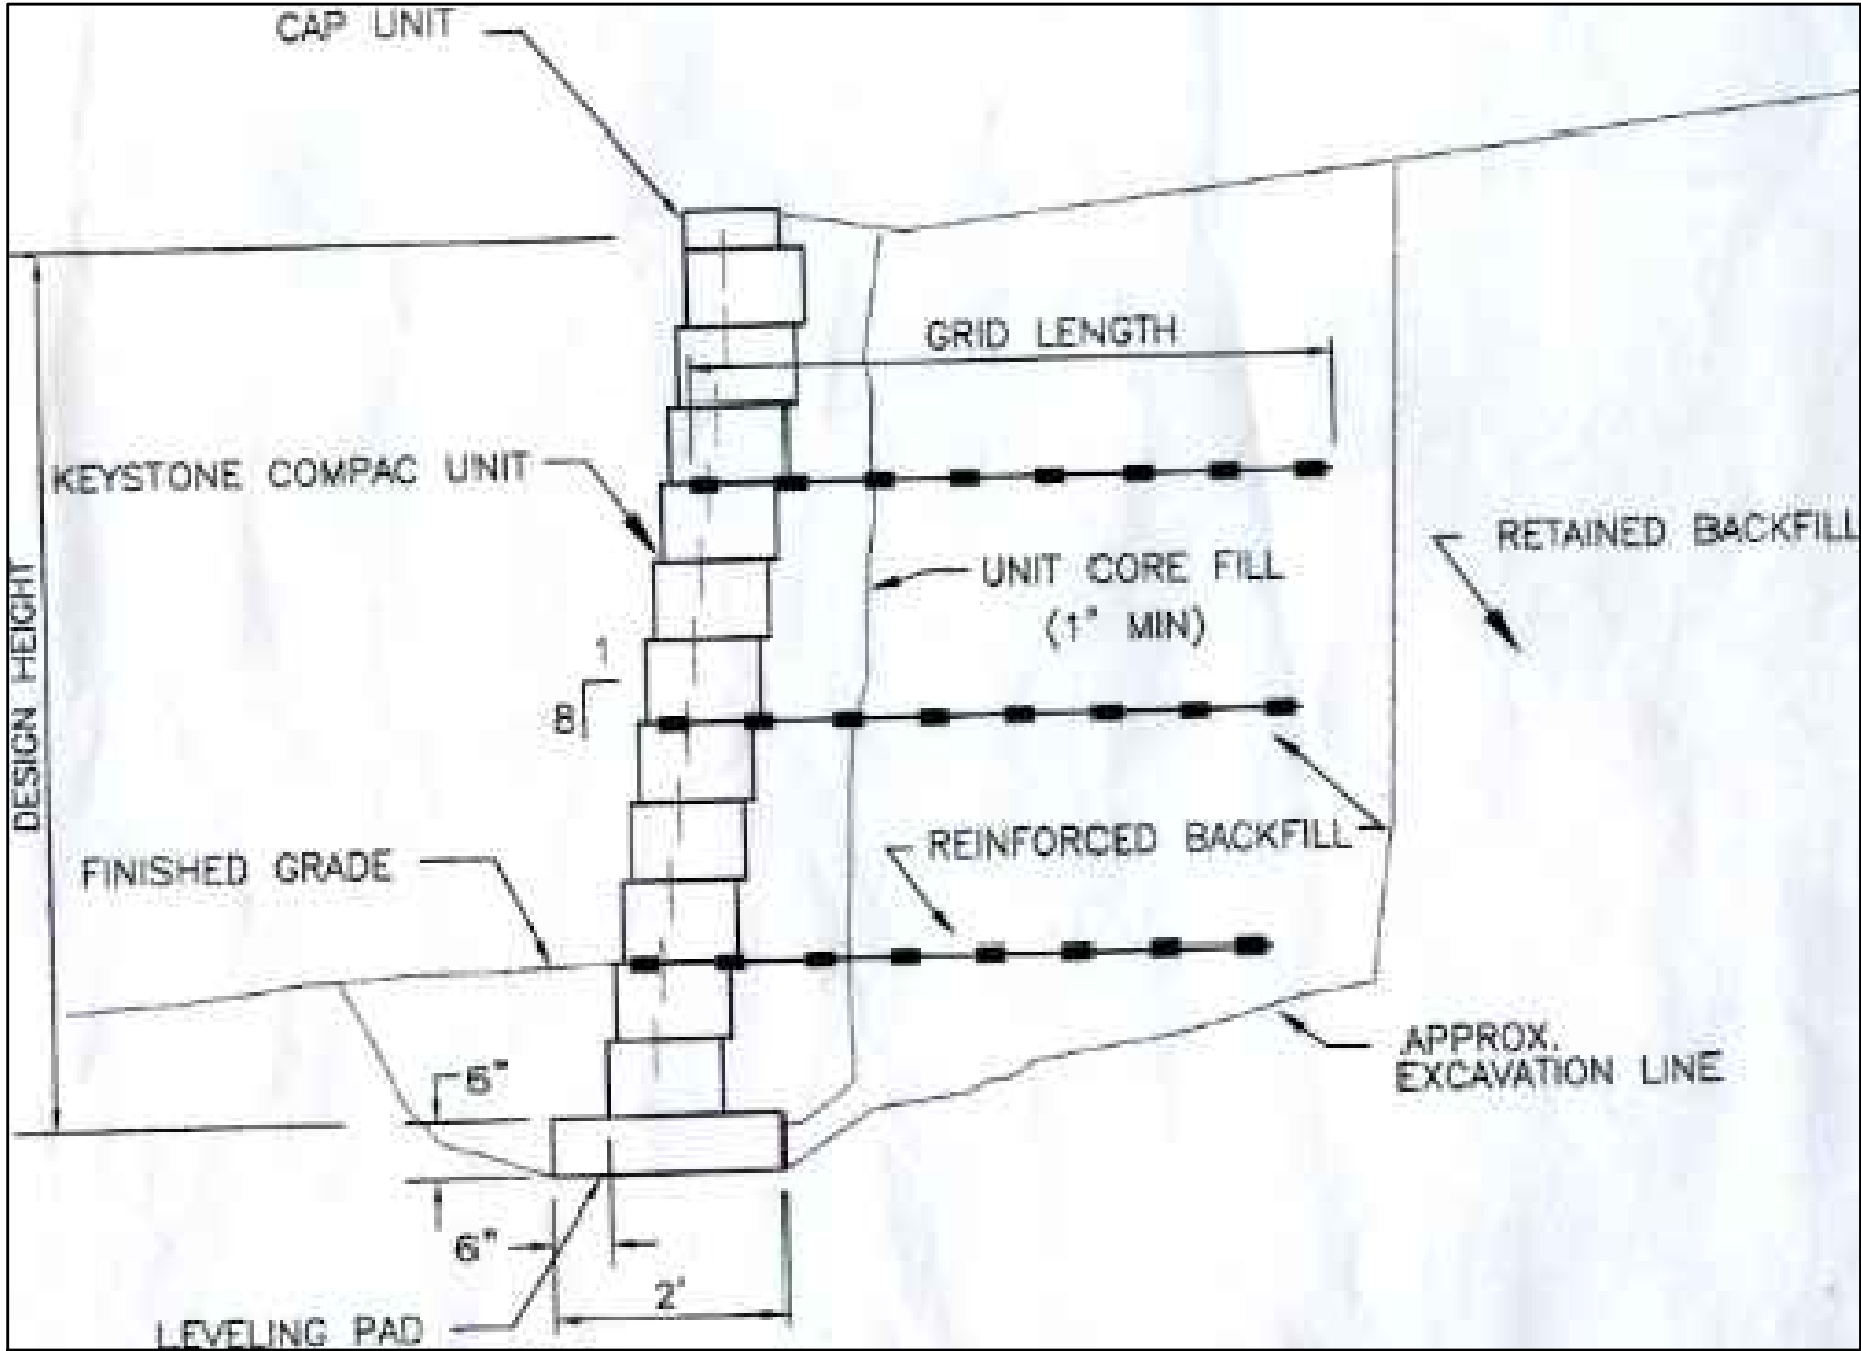 CAP UNIT
GRID LENGTH
KEYSTONE COMPAC UNIT
RETAINED BACKFILL
UNIT CORE FILL
(1" MIN)
DESIGN HEIGHT
1
8
REINFORCED BACKFILL
FINISHED GRADE
APPROX.
EXCAVATION LINE
6"
6"
2'
LEVELING PAD